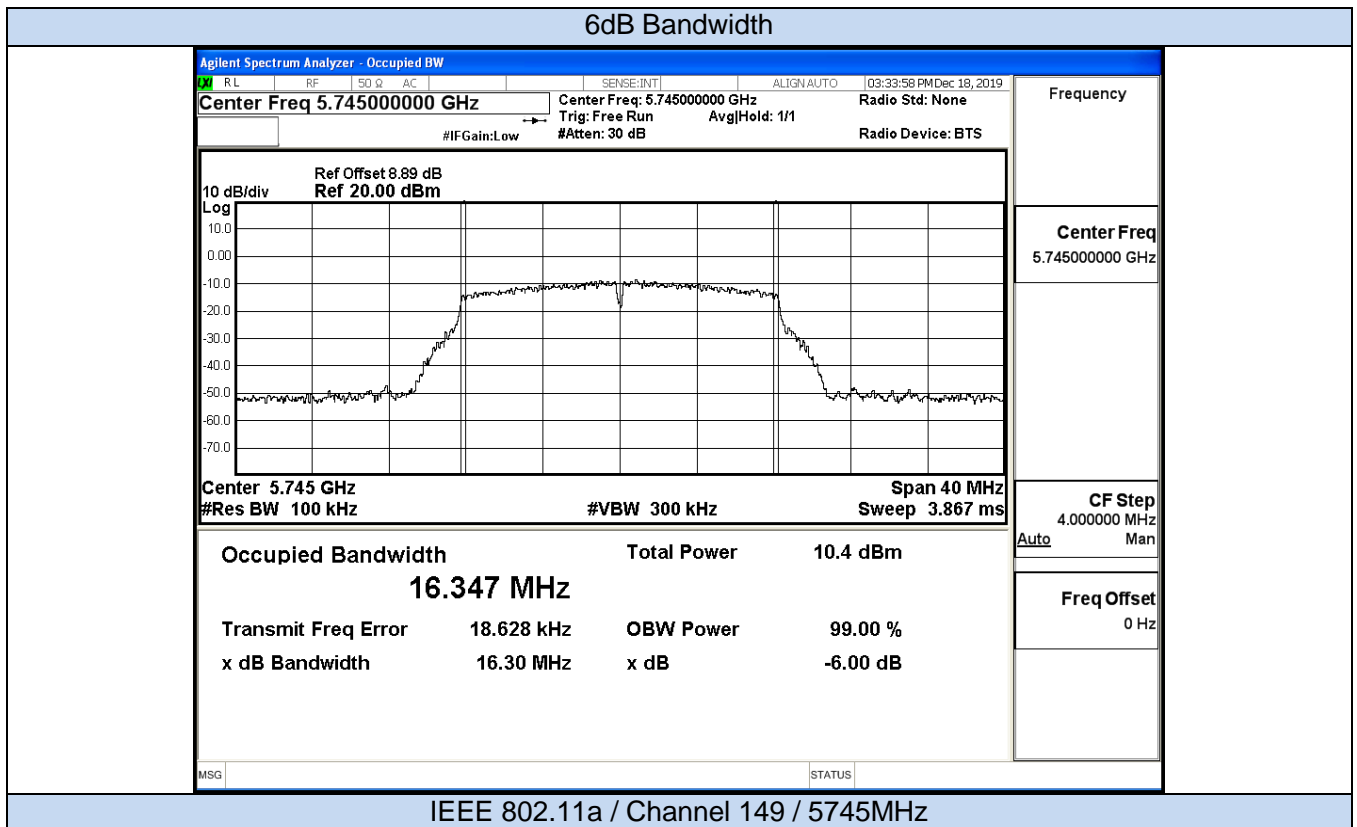 6dB Bandwidth
Agilent Spectrum Analyzer - Occupied BW
LXI RL RF 50 Ω AC SENSE:INT ALIGN AUTO 03:33:58 PM Dec 18, 2019
Center Freq 5.745000000 GHz
Center Freq: 5.745000000 GHz
Radio Std: None
Trig: Free Run Avg|Hold: 1/1
#IFGain:Low
#Atten: 30 dB
Radio Device: BTS
Ref Offset 8.89 dB
10 dB/div Ref 20.00 dBm
Log
10.0
0.00
-10.0
-20.0
-30.0
-40.0
-50.0
-60.0
-70.0
Center 5.745 GHz Span 40 MHz
#Res BW 100 kHz #VBW 300 kHz Sweep 3.867 ms
Occupied Bandwidth Total Power 10.4 dBm
16.347 MHz
Transmit Freq Error 18.628 kHz OBW Power 99.00 %
x dB Bandwidth 16.30 MHz x dB -6.00 dB
MSG STATUS
Frequency
Center Freq
5.745000000 GHz
CF Step
4.000000 MHz
Auto Man
Freq Offset
0 Hz
IEEE 802.11a / Channel 149 / 5745MHz